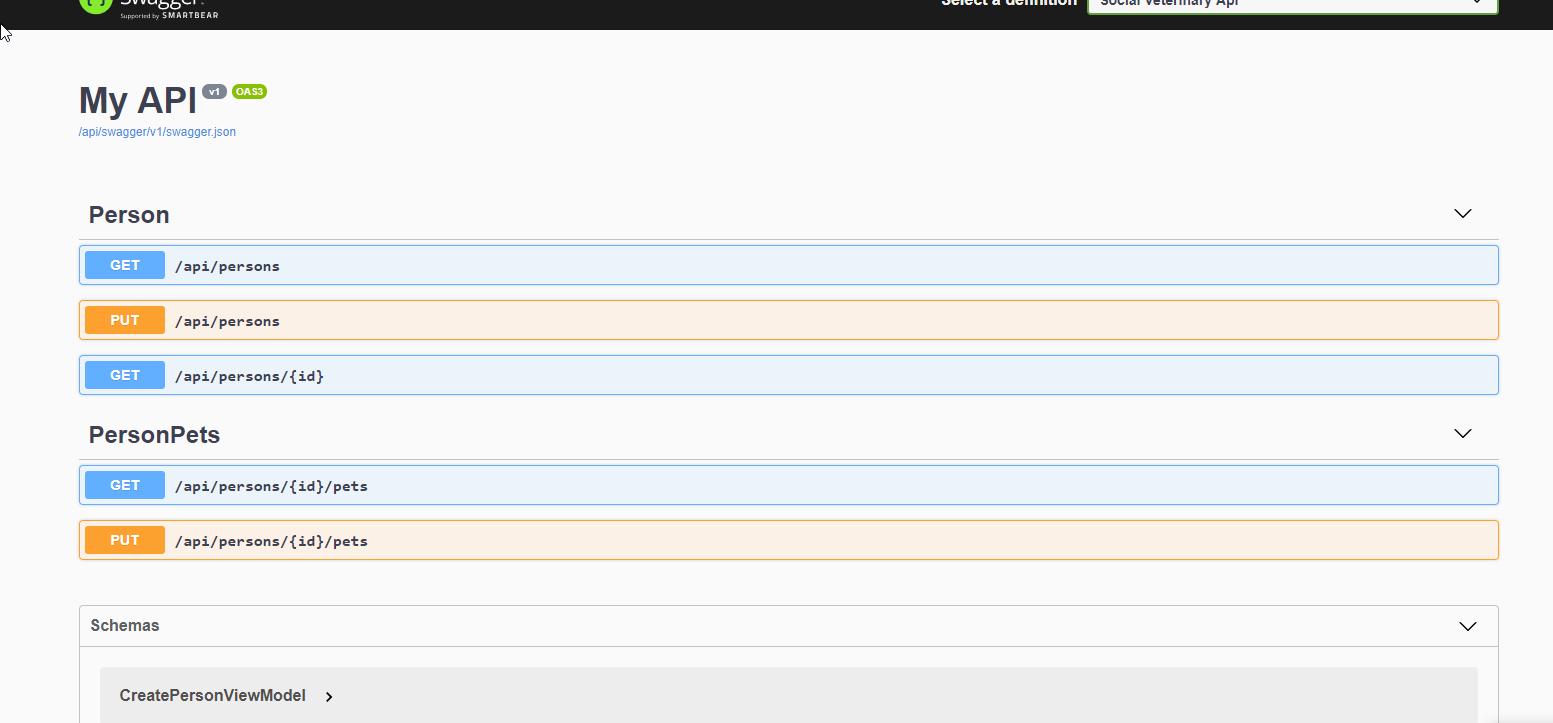 Swagger.
Supported by SMARTBEAR
Select a definition
Social Veterinary Api
My API v1 OAS3
/api/swagger/v1/swagger.json
Person
GET /api/persons
PUT /api/persons
GET /api/persons/{id}
PersonPets
GET /api/persons/{id}/pets
PUT /api/persons/{id}/pets
Schemas
CreatePersonViewModel